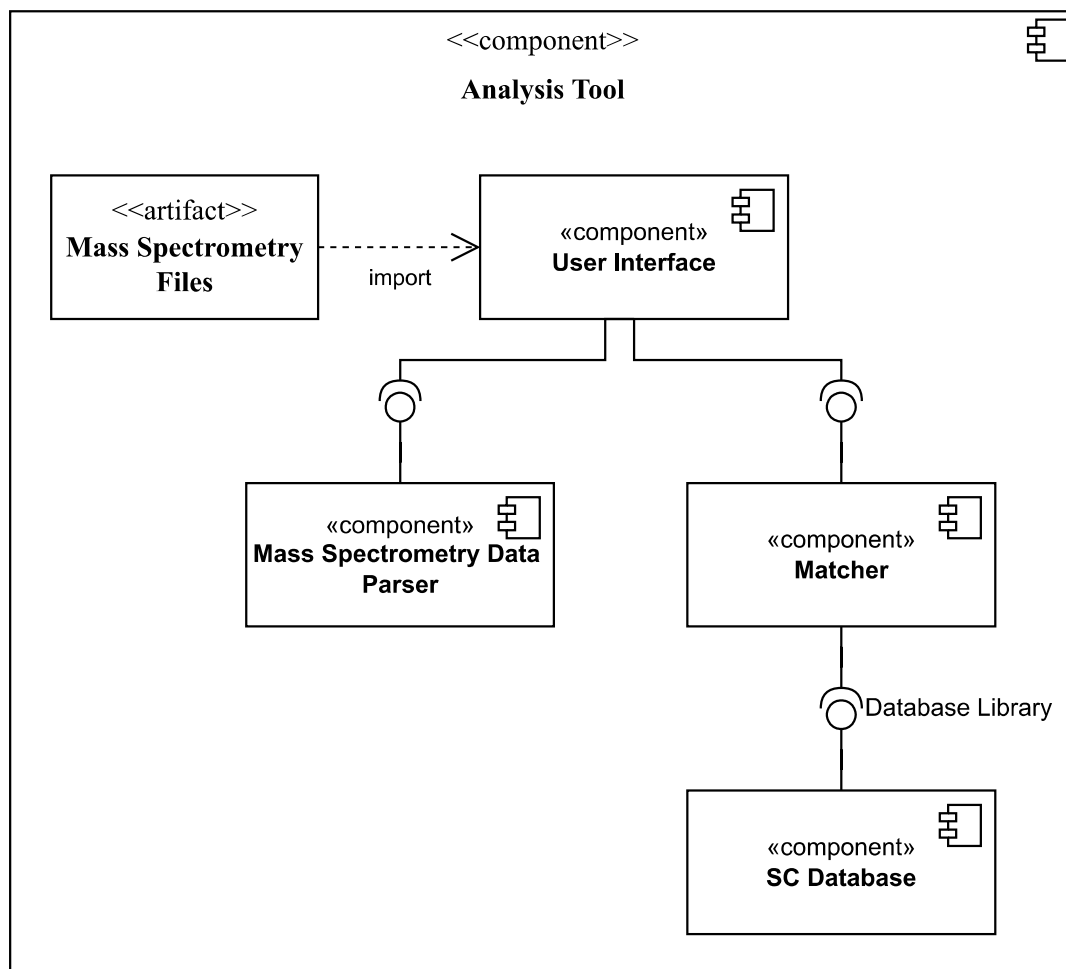 <<component>>
Analysis Tool
<<artifact>>
Mass Spectrometry
Files
import
«component»
User Interface
«component»
Mass Spectrometry Data
Parser
«component»
Matcher
Database Library
«component»
SC Database